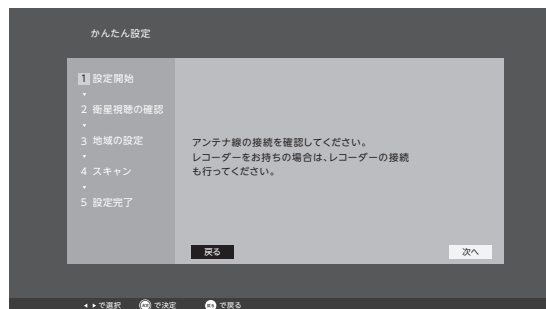 かんたん設定
1 設定開始
2 衛星視聴の確認
3 地域の設定
4 スキャン
5 設定完了
アンテナ線の接続を確認してください。
レコーダーをお持ちの場合は、レコーダーの接続
も行ってください。
戻る
次へ
で選択 決定 で決定 戻る で戻る